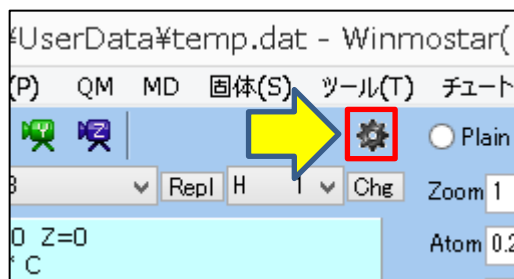 ¥UserData¥temp.dat - Winmostar(
(P) QM MD 固体(S) ツール(T) チュート
Y Z Plain
Repl H 1 Chg Zoom 1
0 Z=0 Atom 0.2
* C